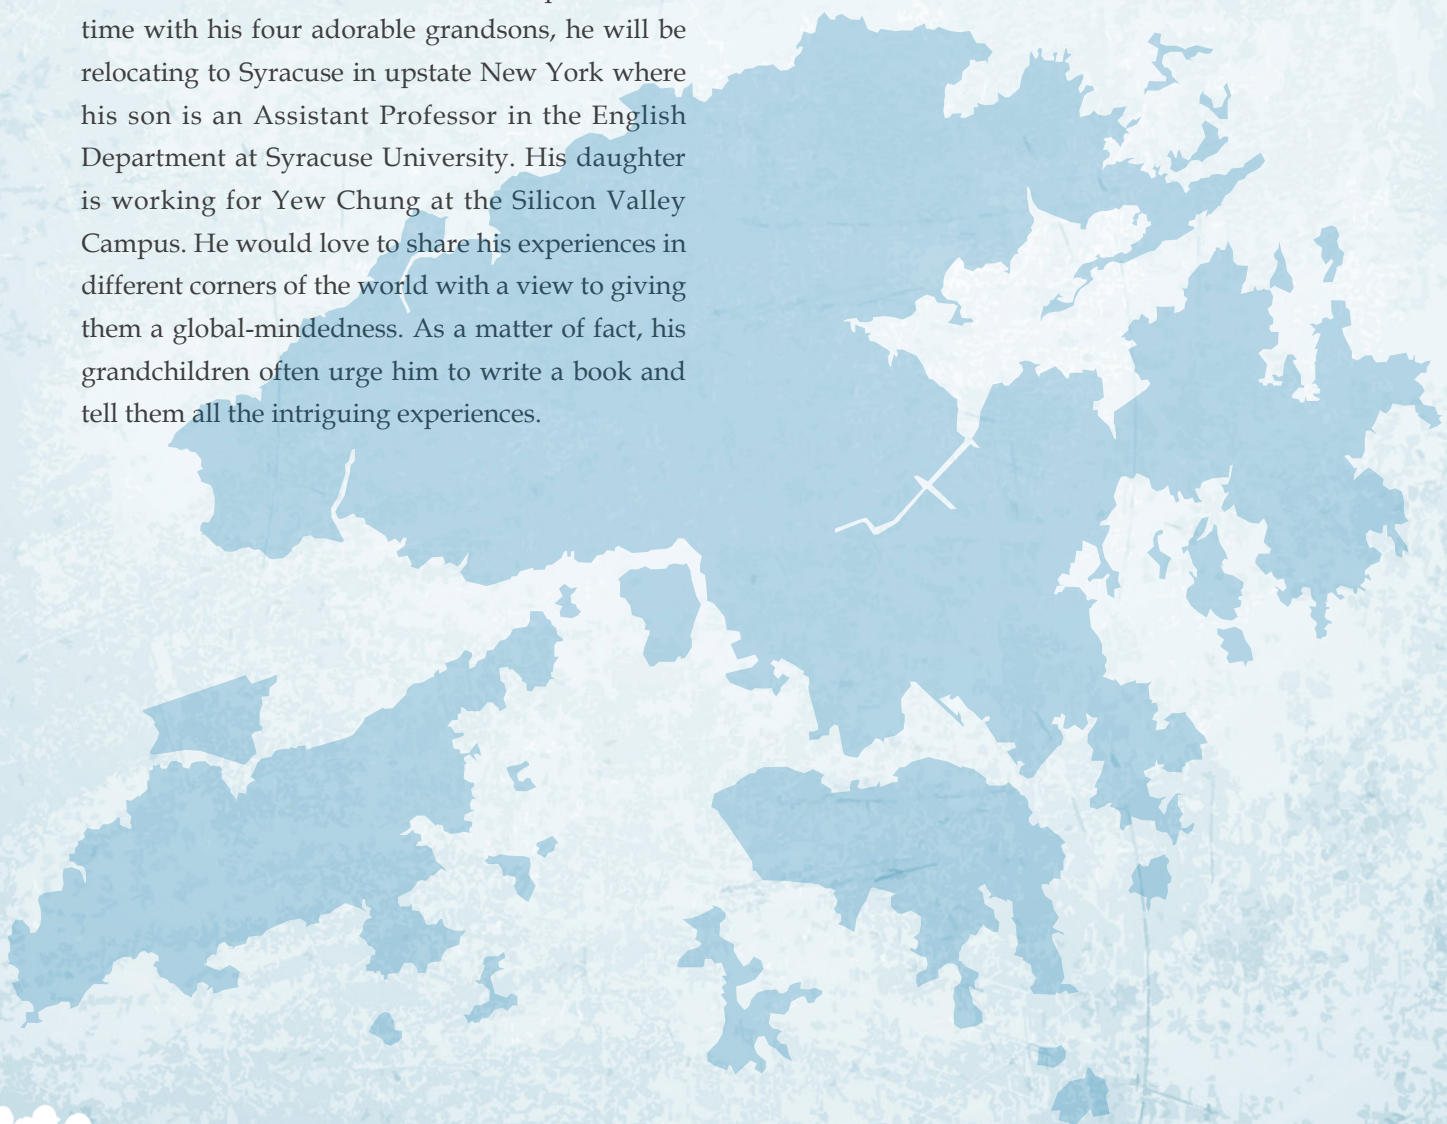 time with his four adorable grandsons, he will be
relocating to Syracuse in upstate New York where
his son is an Assistant Professor in the English
Department at Syracuse University. His daughter
is working for Yew Chung at the Silicon Valley
Campus. He would love to share his experiences in
different corners of the world with a view to giving
them a global-mindedness. As a matter of fact, his
grandchildren often urge him to write a book and
tell them all the intriguing experiences.